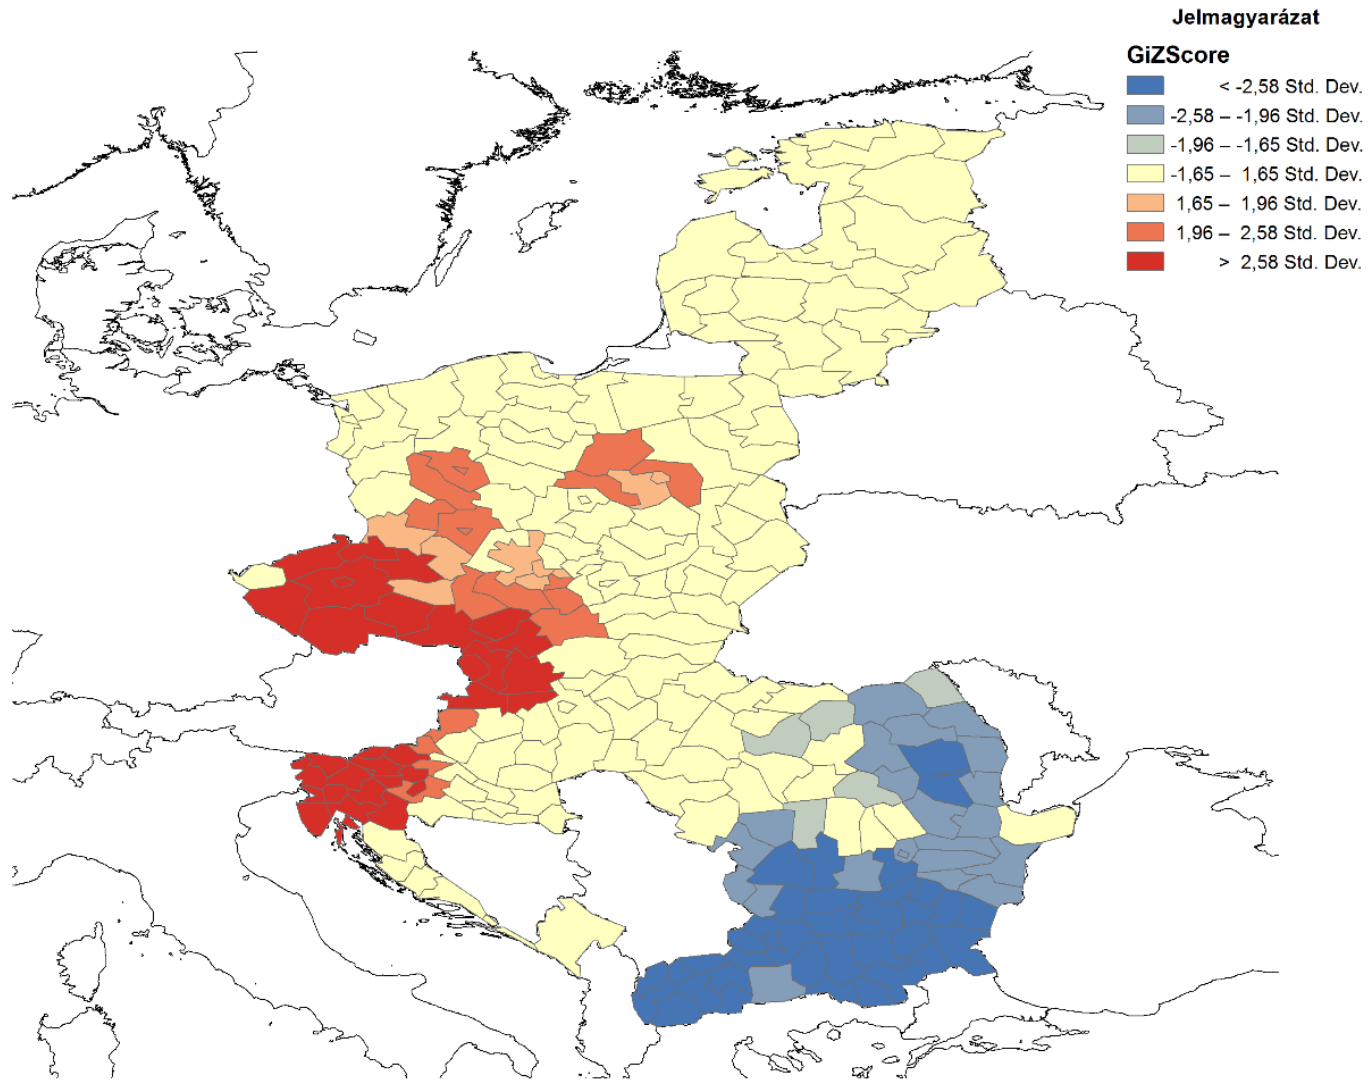 Jelmagyarázat
GiZScore
< -2,58 Std. Dev.
-2,58 – -1,96 Std. Dev.
-1,96 – -1,65 Std. Dev.
-1,65 – 1,65 Std. Dev.
1,65 – 1,96 Std. Dev.
1,96 – 2,58 Std. Dev.
> 2,58 Std. Dev.